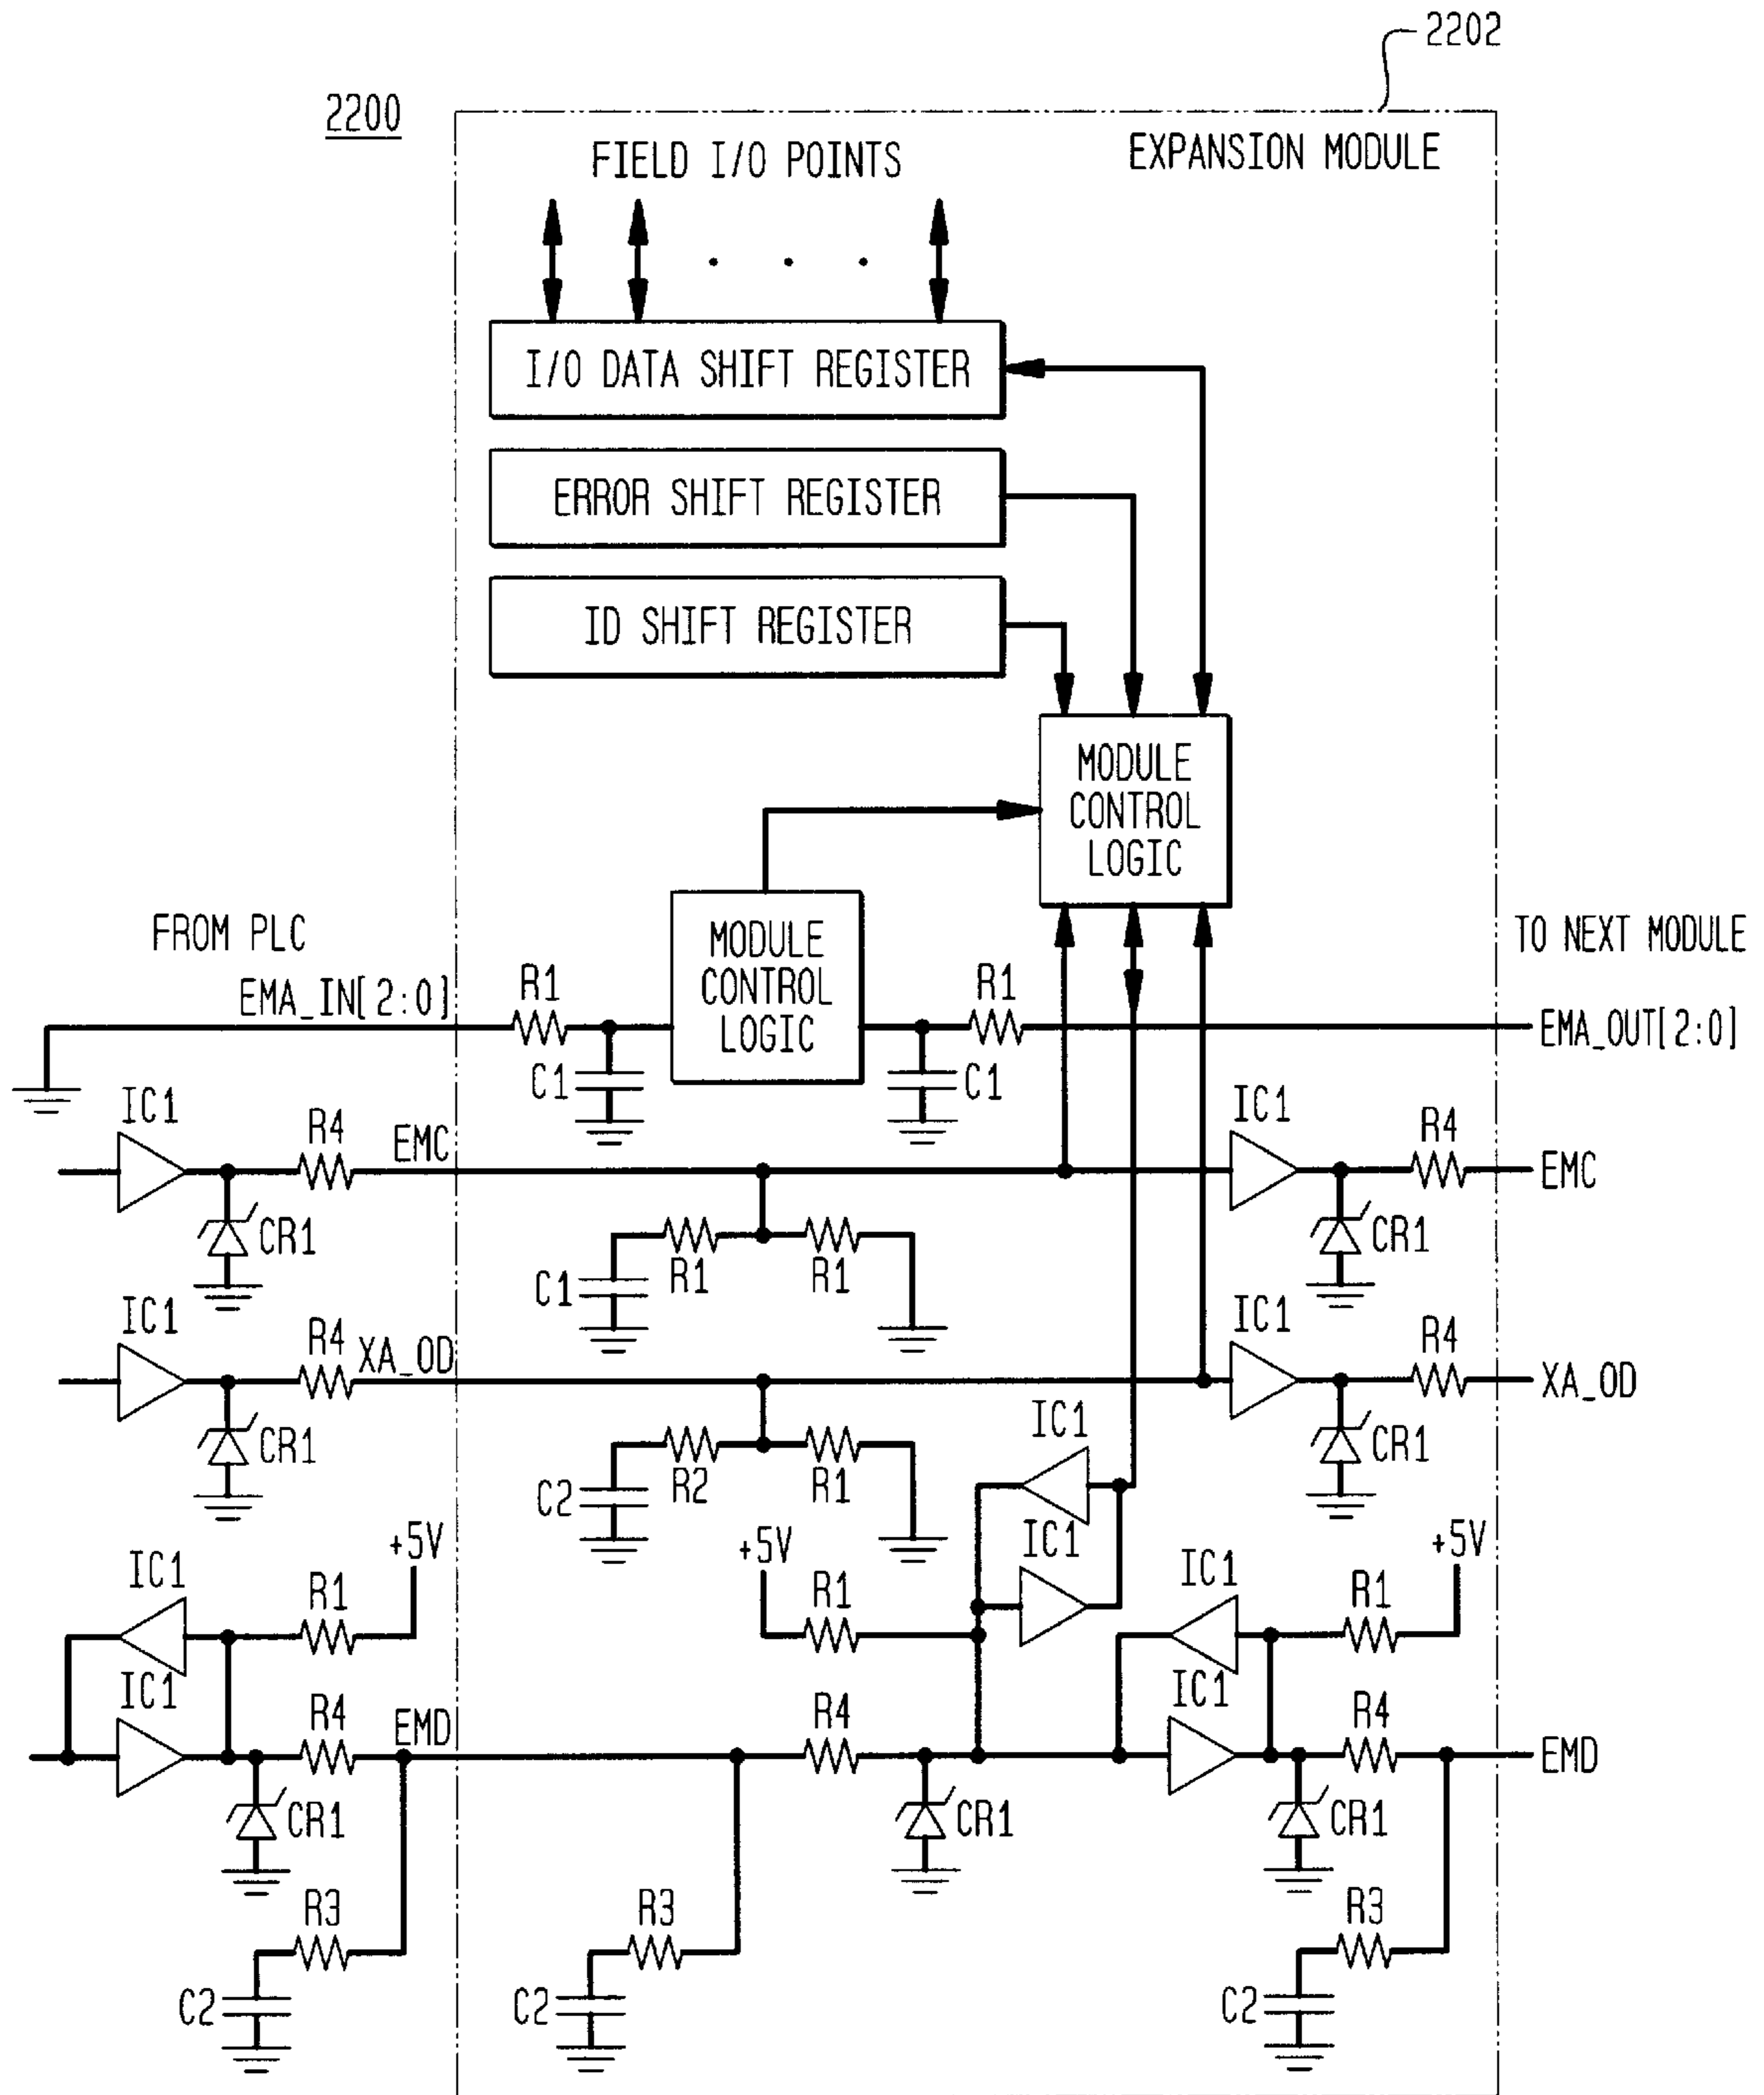 2202
2200
FIELD I/O POINTS
EXPANSION MODULE
I/O DATA SHIFT REGISTER
ERROR SHIFT REGISTER
ID SHIFT REGISTER
MODULE
CONTROL
LOGIC
FROM PLC
MODULE
CONTROL
LOGIC
TO NEXT MODULE
EMA_IN[2:0]
R1
R1
EMA_OUT[2:0]
C1
C1
IC1
R4
EMC
IC1
R4
EMC
CR1
R1
R1
C1
CR1
IC1
R4
XA_OD
IC1
R4
XA_OD
CR1
R2
R1
C2
IC1
CR1
+5V
+5V
IC1
+5V
IC1
R1
R1
IC1
R1
IC1
R4
EMD
R4
IC1
R4
EMD
CR1
CR1
CR1
R3
R3
R3
C2
C2
C2